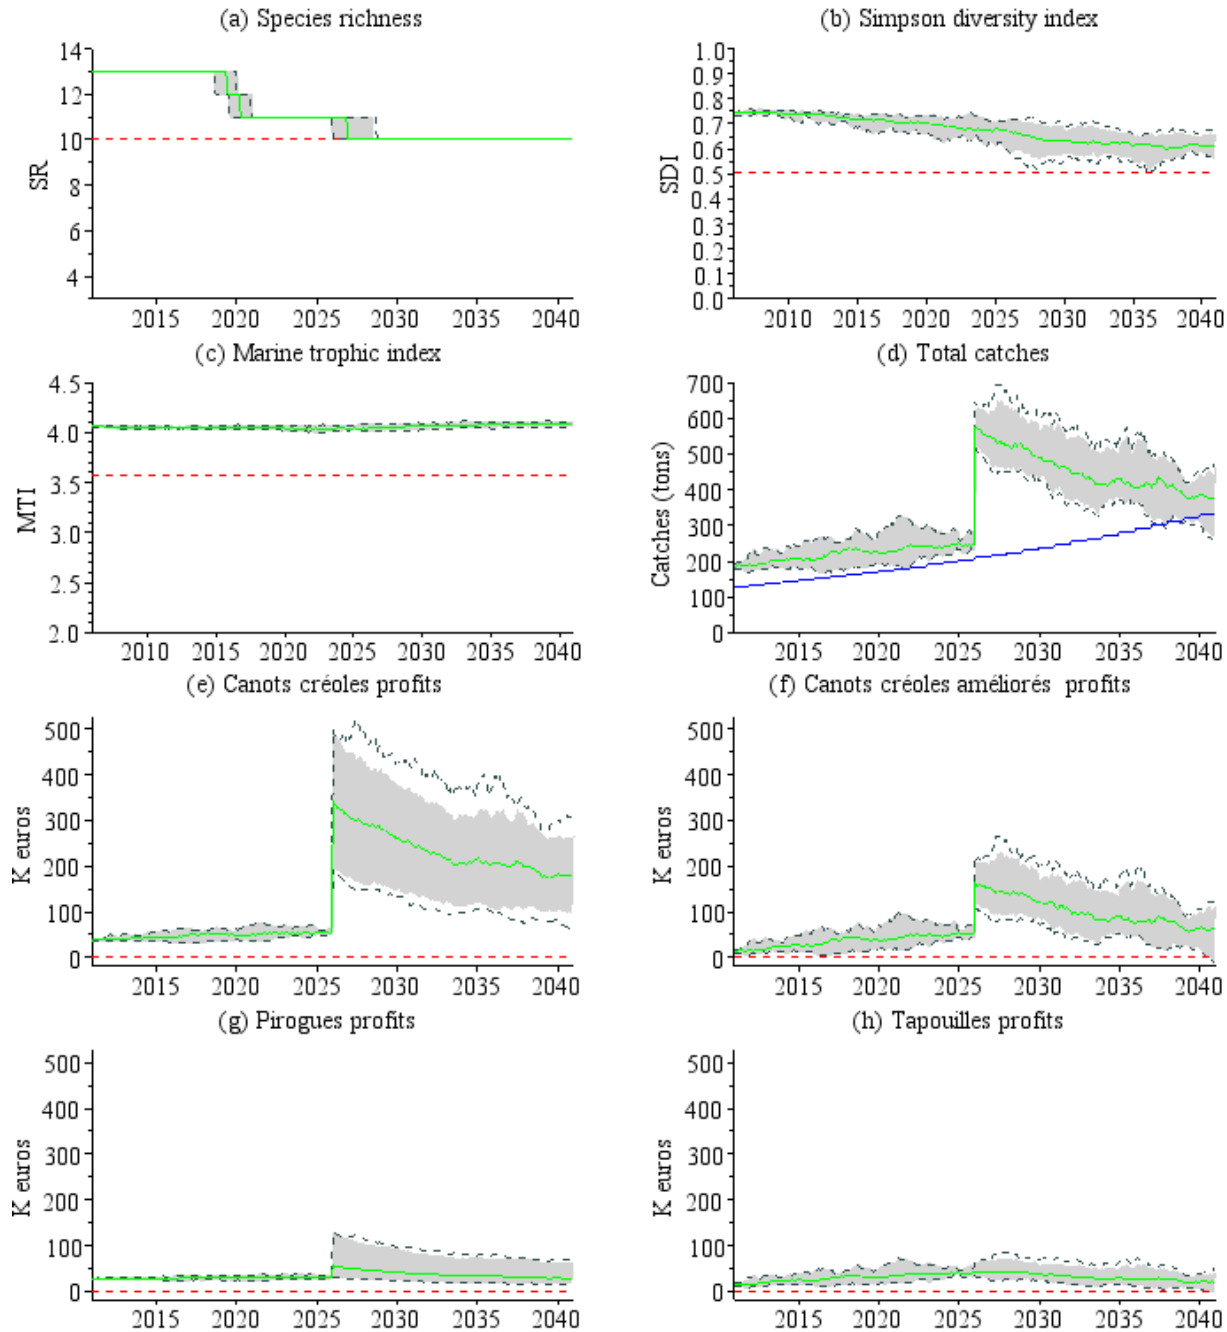 (a) Species richness
14
12
10
8
6
4
SR
2015 2020 2025 2030 2035 2040
(b) Simpson diversity index
1.0
0.9
0.8
0.7
0.6
0.5
0.4
0.3
0.2
0.1
0.0
SDI
2010 2015 2020 2025 2030 2035 2040
(c) Marine trophic index
4.5
4.0
3.5
3.0
2.5
2.0
MTI
2010 2015 2020 2025 2030 2035 2040
(d) Total catches
700
600
500
400
300
200
100
0
Catches (tons)
2015 2020 2025 2030 2035 2040
(e) Canots créoles profits
500
400
300
200
100
0
K euros
2015 2020 2025 2030 2035 2040
(f) Canots créoles améliorés profits
500
400
300
200
100
0
K euros
2015 2020 2025 2030 2035 2040
(g) Pirogues profits
500
400
300
200
100
0
K euros
2015 2020 2025 2030 2035 2040
(h) Tapouilles profits
500
400
300
200
100
0
K euros
2015 2020 2025 2030 2035 2040